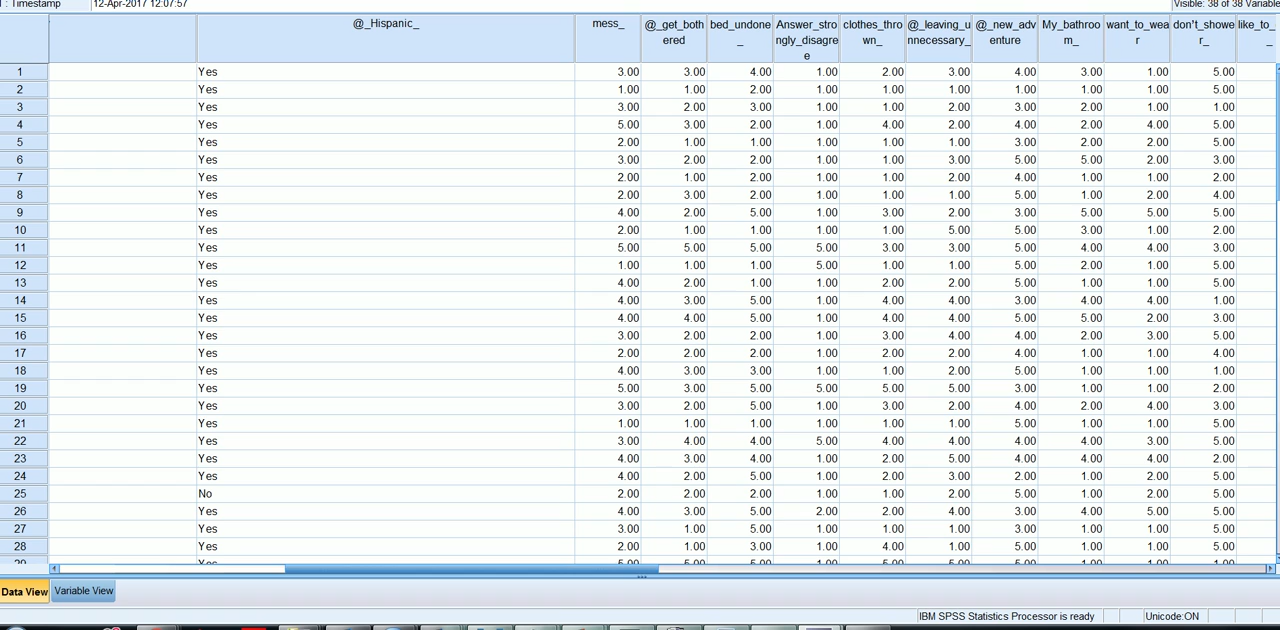 : Timestamp 12-Apr-2017 12:07:57 Visible: 38 of 38 Variable
@_Hispanic_ mess_ @_get_bothered bed_undone_ Answer_strongly_disagree clothes_thrown_ @_leaving_unnecessary_ @_new_adventure My_bathroom_ want_to_wear don't_shower_ like_to__
1 Yes 3.00 3.00 4.00 1.00 2.00 3.00 4.00 3.00 1.00 5.00
2 Yes 1.00 1.00 2.00 1.00 1.00 1.00 1.00 1.00 1.00 5.00
3 Yes 3.00 2.00 3.00 1.00 1.00 2.00 3.00 2.00 1.00 1.00
4 Yes 5.00 3.00 2.00 1.00 4.00 2.00 4.00 2.00 4.00 5.00
5 Yes 2.00 1.00 1.00 1.00 1.00 1.00 3.00 2.00 2.00 5.00
6 Yes 3.00 2.00 2.00 1.00 1.00 3.00 5.00 5.00 2.00 3.00
7 Yes 2.00 1.00 2.00 1.00 1.00 2.00 4.00 1.00 1.00 2.00
8 Yes 2.00 3.00 2.00 1.00 1.00 1.00 5.00 1.00 2.00 4.00
9 Yes 4.00 2.00 5.00 1.00 3.00 2.00 3.00 5.00 5.00 5.00
10 Yes 2.00 1.00 1.00 1.00 1.00 5.00 5.00 3.00 1.00 2.00
11 Yes 5.00 5.00 5.00 5.00 3.00 3.00 5.00 4.00 4.00 3.00
12 Yes 1.00 1.00 1.00 5.00 1.00 1.00 5.00 2.00 1.00 5.00
13 Yes 4.00 2.00 1.00 1.00 2.00 2.00 5.00 1.00 1.00 5.00
14 Yes 4.00 3.00 5.00 1.00 4.00 4.00 3.00 4.00 4.00 1.00
15 Yes 4.00 4.00 5.00 1.00 4.00 4.00 5.00 5.00 2.00 3.00
16 Yes 3.00 2.00 2.00 1.00 3.00 4.00 4.00 2.00 3.00 5.00
17 Yes 2.00 2.00 2.00 1.00 2.00 2.00 4.00 1.00 1.00 4.00
18 Yes 4.00 3.00 3.00 1.00 2.00 1.00 4.00 1.00 1.00 1.00
19 Yes 5.00 3.00 5.00 5.00 5.00 5.00 3.00 1.00 1.00 2.00
20 Yes 3.00 2.00 5.00 1.00 3.00 2.00 4.00 2.00 4.00 3.00
21 Yes 1.00 1.00 1.00 1.00 1.00 1.00 5.00 1.00 1.00 5.00
22 Yes 3.00 4.00 4.00 5.00 4.00 4.00 4.00 4.00 3.00 5.00
23 Yes 4.00 3.00 4.00 1.00 2.00 5.00 4.00 4.00 4.00 2.00
24 Yes 4.00 2.00 5.00 1.00 2.00 3.00 5.00 1.00 2.00 5.00
25 No 2.00 2.00 2.00 1.00 1.00 2.00 5.00 1.00 2.00 5.00
26 Yes 4.00 3.00 5.00 2.00 2.00 4.00 3.00 4.00 5.00 5.00
27 Yes 3.00 1.00 5.00 1.00 1.00 1.00 3.00 1.00 1.00 5.00
28 Yes 2.00 1.00 3.00 1.00 4.00 1.00 5.00 1.00 1.00 5.00
Data View Variable View
IBM SPSS Statistics Processor is ready Unicode:ON